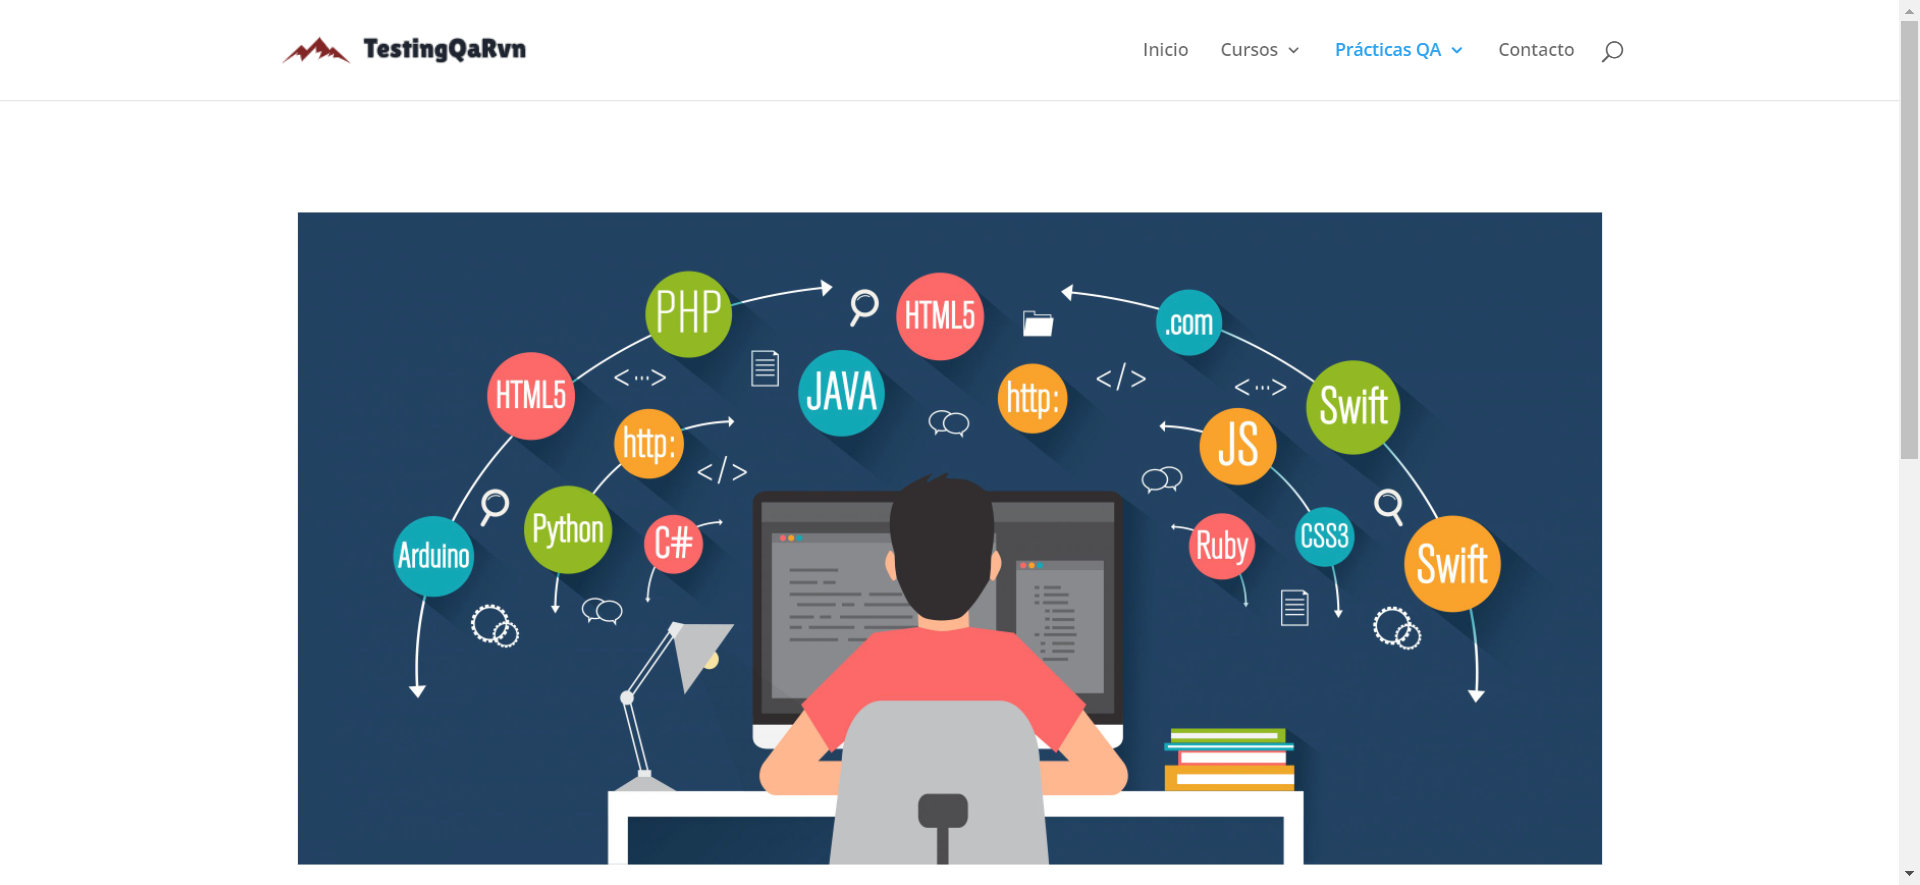 TestingQaRvn
Inicio
Cursos
Prácticas QA
Contacto
PHP
HTML5
.com
HTML5
JAVA
http:
Swift
http:
JS
Arduino
Python
C#
Ruby
CSS3
Swift